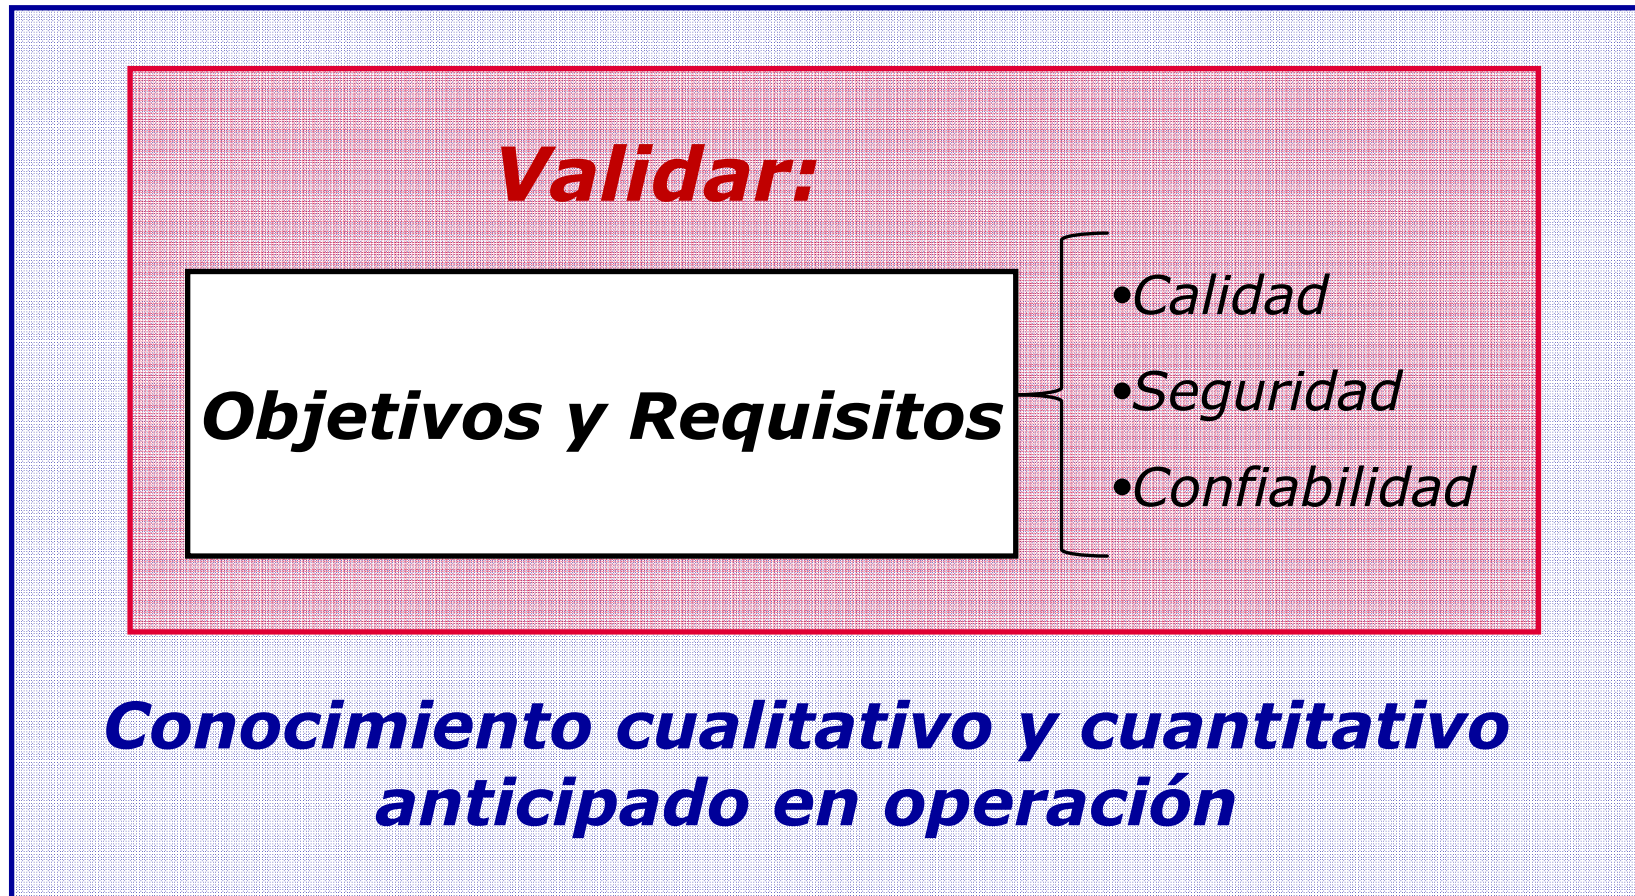 Validar:
Objetivos y Requisitos
•Calidad
•Seguridad
•Confiabilidad
Conocimiento cualitativo y cuantitativo
anticipado en operación